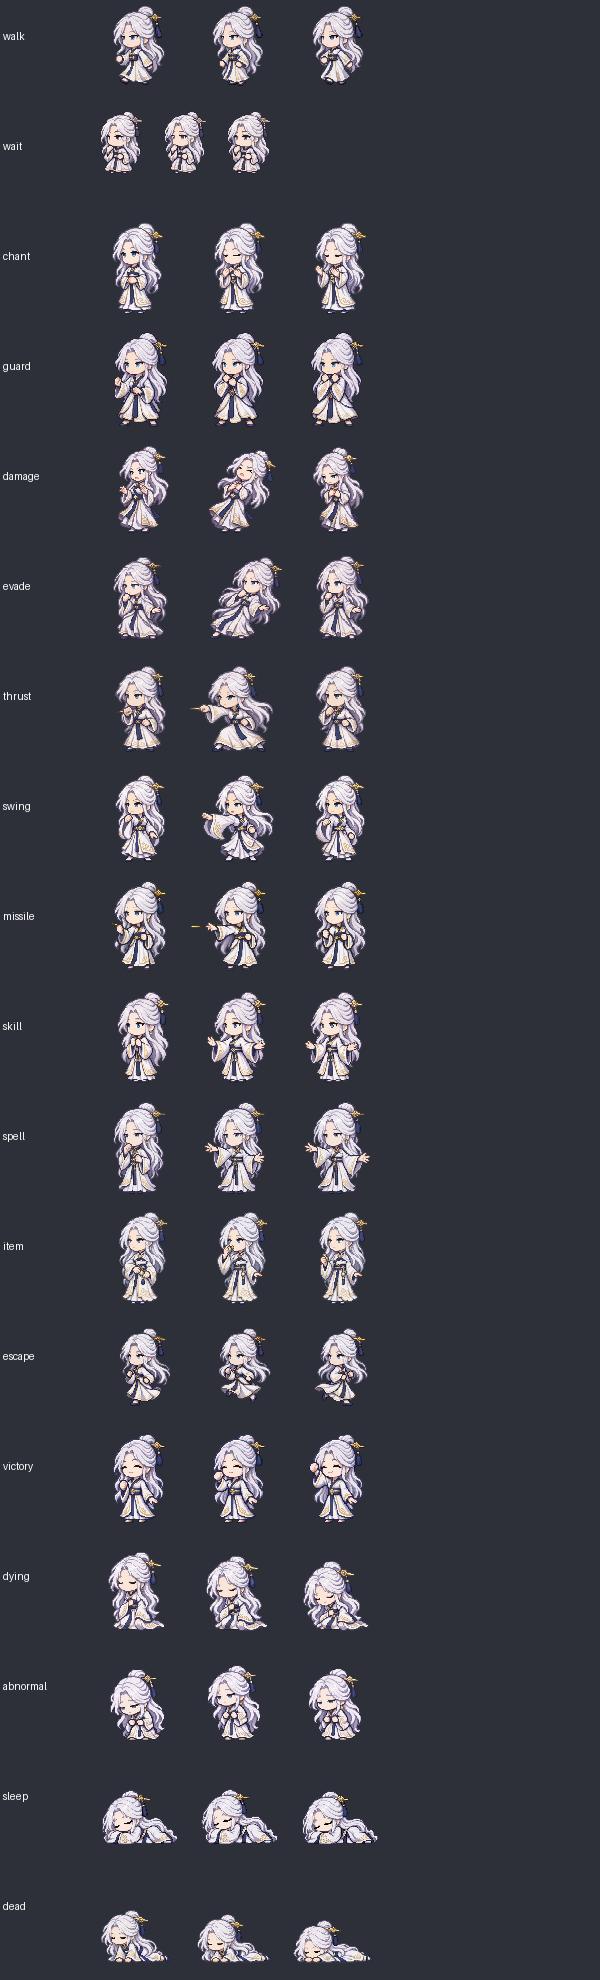 walk
wait
chant
guard
damage
evade
thrust
swing
missile
skill
spell
item
escape
victory
dying
abnormal
sleep
dead